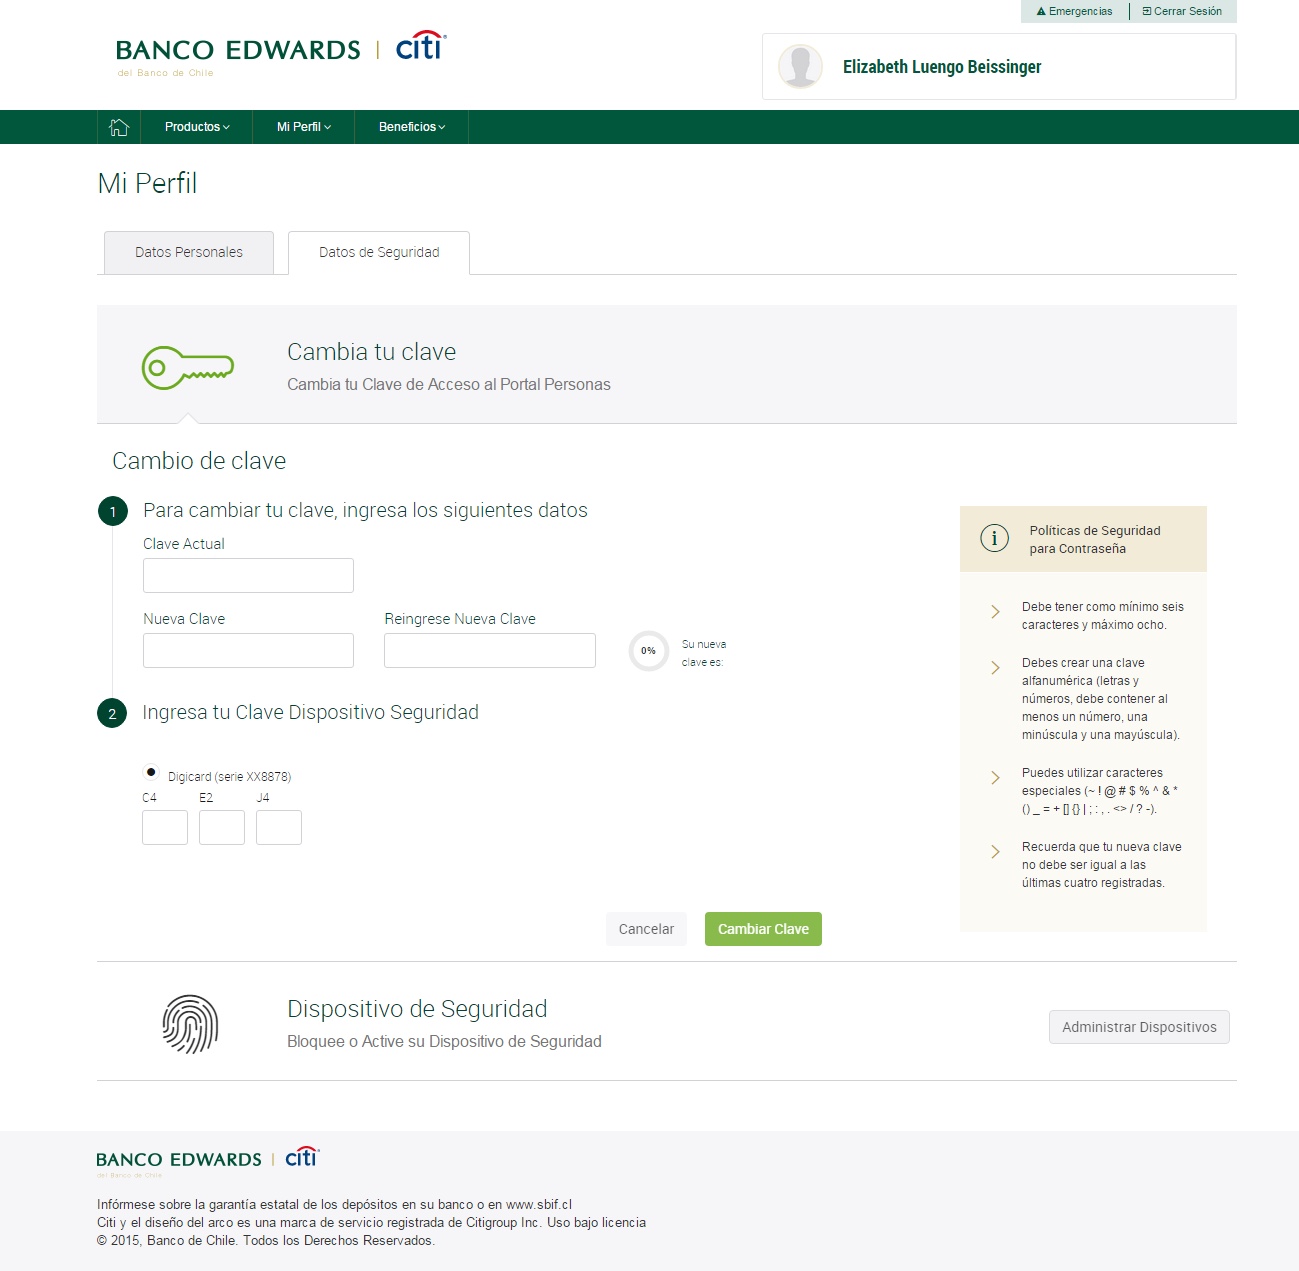 Emergencias
Cerrar Sesión
BANCO EDWARDS | citi
del Banco de Chile
Elizabeth Luengo Beissinger
Productos
Mi Perfil
Beneficios
Mi Perfil
Datos Personales
Datos de Seguridad
Cambia tu clave
Cambia tu Clave de Acceso al Portal Personas
Cambio de clave
1 Para cambiar tu clave, ingresa los siguientes datos
Clave Actual
Nueva Clave
Reingrese Nueva Clave
0%
Su nueva
clave es:
2 Ingresa tu Clave Dispositivo Seguridad
Digicard (serie XX8878)
C4 E2 J4
Cancelar
Cambiar Clave
i
Políticas de Seguridad
para Contraseña
Debe tener como mínimo seis
caracteres y máximo ocho.
Debes crear una clave
alfanumérica (letras y
números, debe contener al
menos un número, una
minúscula y una mayúscula).
Puedes utilizar caracteres
especiales (~ ! @ # $ % ^ & *
() _ = + [] {} | ; : , . <> / ? -).
Recuerda que tu nueva clave
no debe ser igual a las
últimas cuatro registradas.
Dispositivo de Seguridad
Bloquee o Active su Dispositivo de Seguridad
Administrar Dispositivos
BANCO EDWARDS | citi
del Banco de Chile
Infórmese sobre la garantía estatal de los depósitos en su banco o en www.sbif.cl
Citi y el diseño del arco es una marca de servicio registrada de Citigroup Inc. Uso bajo licencia
© 2015, Banco de Chile. Todos los Derechos Reservados.